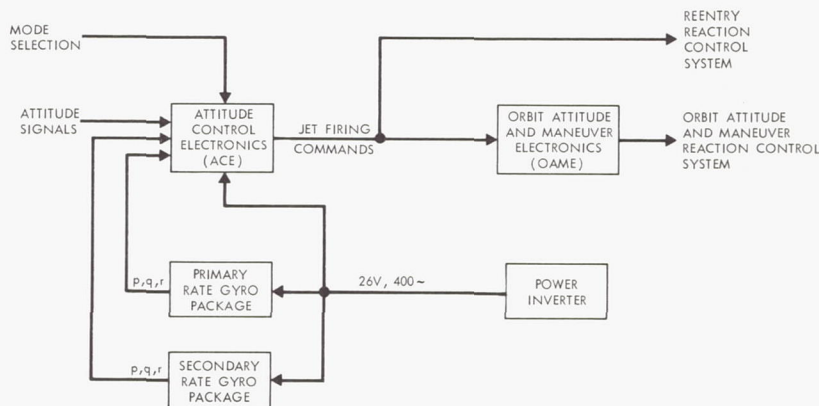 MODE
SELECTION
REENTRY
REACTION
CONTROL
SYSTEM
ATTITUDE
SIGNALS
ATTITUDE
CONTROL
ELECTRONICS
(ACE)
JET FIRING
COMMANDS
ORBIT ATTITUDE
AND MANEUVER
ELECTRONICS
(OAME)
ORBIT ATTITUDE
AND MANEUVER
REACTION CONTROL
SYSTEM
p,q,r
PRIMARY
RATE GYRO
PACKAGE
26V, 400~
POWER
INVERTER
p,q,r
SECONDARY
RATE GYRO
PACKAGE